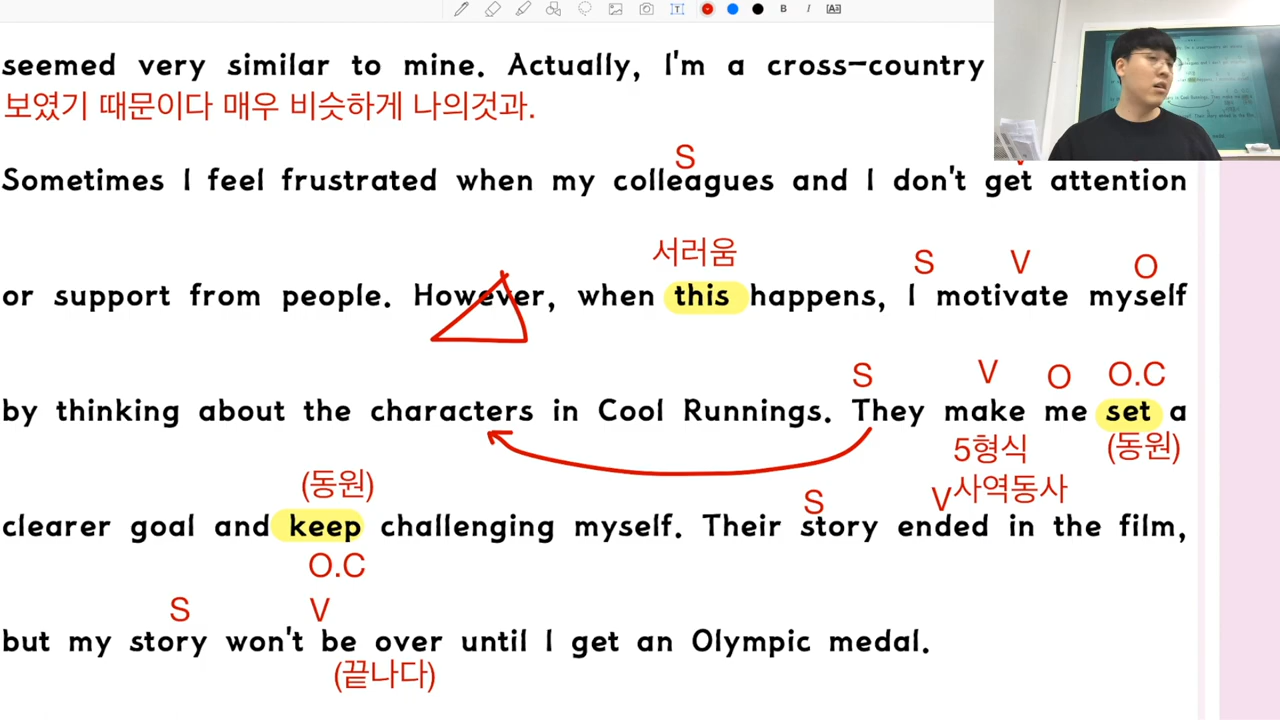 B I A
seemed very similar to mine. Actually, I'm a cross-country
보였기 때문이다 매우 비슷하게 나의것과.
S
Sometimes I feel frustrated when my colleagues and I don't get attention
서러움 S V O
or support from people. However, when this happens, I motivate myself
S V O O.C
by thinking about the characters in Cool Runnings. They make me set a
5형식 (동원)
(동원) S V 사역동사
clearer goal and keep challenging myself. Their story ended in the film,
O.C
S V
but my story won't be over until I get an Olympic medal.
(끝나다)